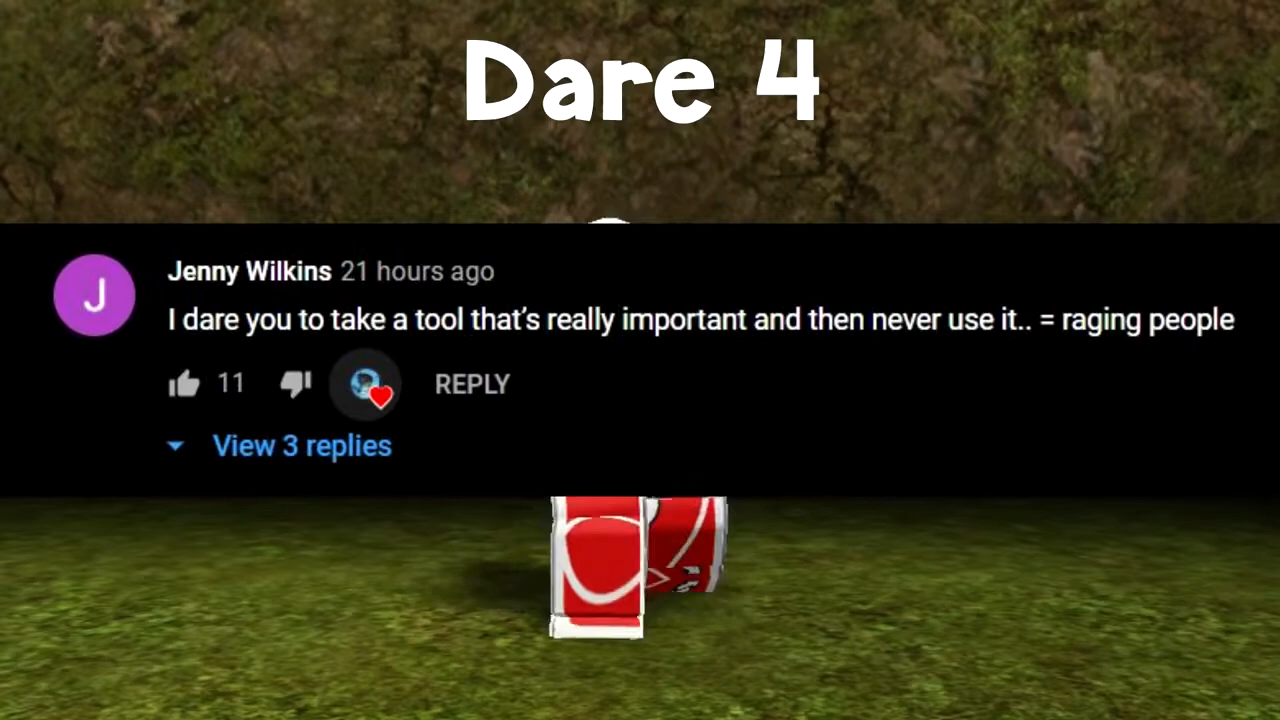 Dare 4
J
Jenny Wilkins 21 hours ago
I dare you to take a tool that's really important and then never use it.. = raging people
11
REPLY
View 3 replies